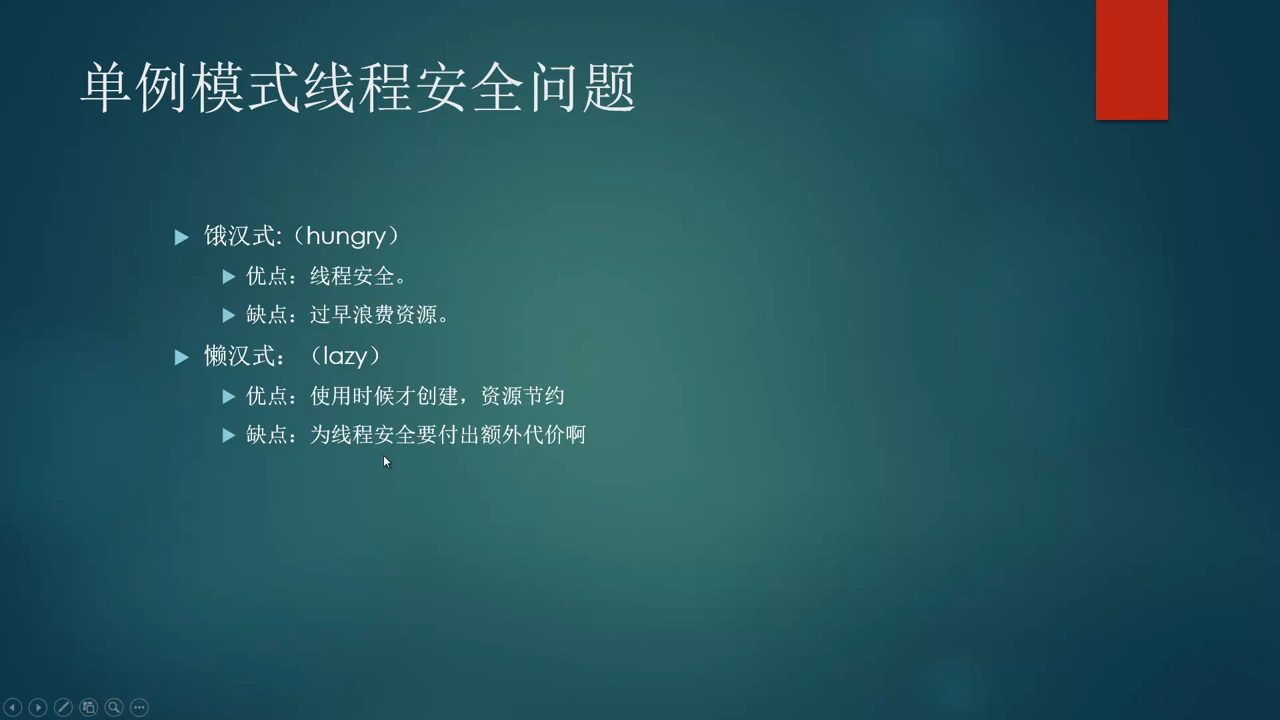 单例模式线程安全问题
饿汉式:（hungry）
优点：线程安全。
缺点：过早浪费资源。
懒汉式：（lazy）
优点：使用时候才创建，资源节约
缺点：为线程安全要付出额外代价啊